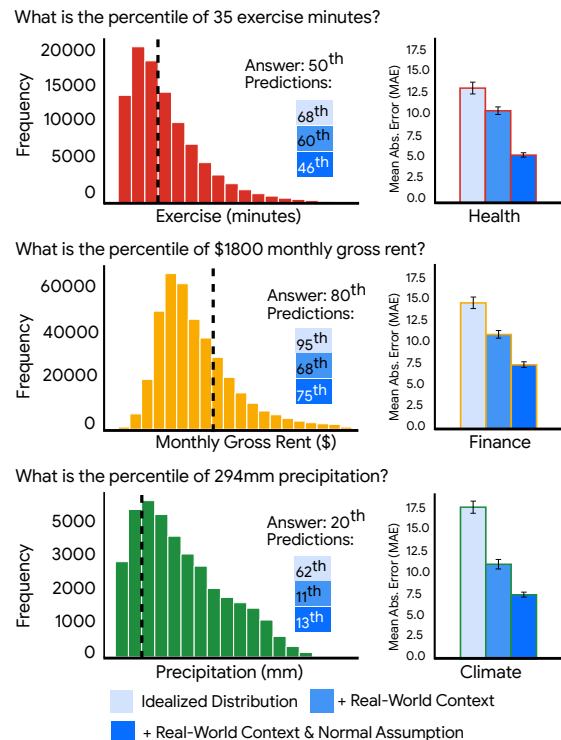 What is the percentile of 35 exercise minutes?
20000
15000
10000
5000
0
Frequency
Exercise (minutes)
Answer: 50th
Predictions:
68th
60th
46th
17.5
15.0
12.5
10.0
7.5
5.0
2.5
0.0
Mean Abs. Error (MAE)
Health
What is the percentile of $1800 monthly gross rent?
60000
40000
20000
0
Frequency
Monthly Gross Rent ($)
Answer: 80th
Predictions:
95th
68th
75th
17.5
15.0
12.5
10.0
7.5
5.0
2.5
0.0
Mean Abs. Error (MAE)
Finance
What is the percentile of 294mm precipitation?
5000
3000
2000
1000
0
Frequency
Precipitation (mm)
Answer: 20th
Predictions:
62th
11th
13th
17.5
15.0
12.5
10.0
7.5
5.0
2.5
0.0
Mean Abs. Error (MAE)
Climate
Idealized Distribution
+ Real-World Context
+ Real-World Context & Normal Assumption